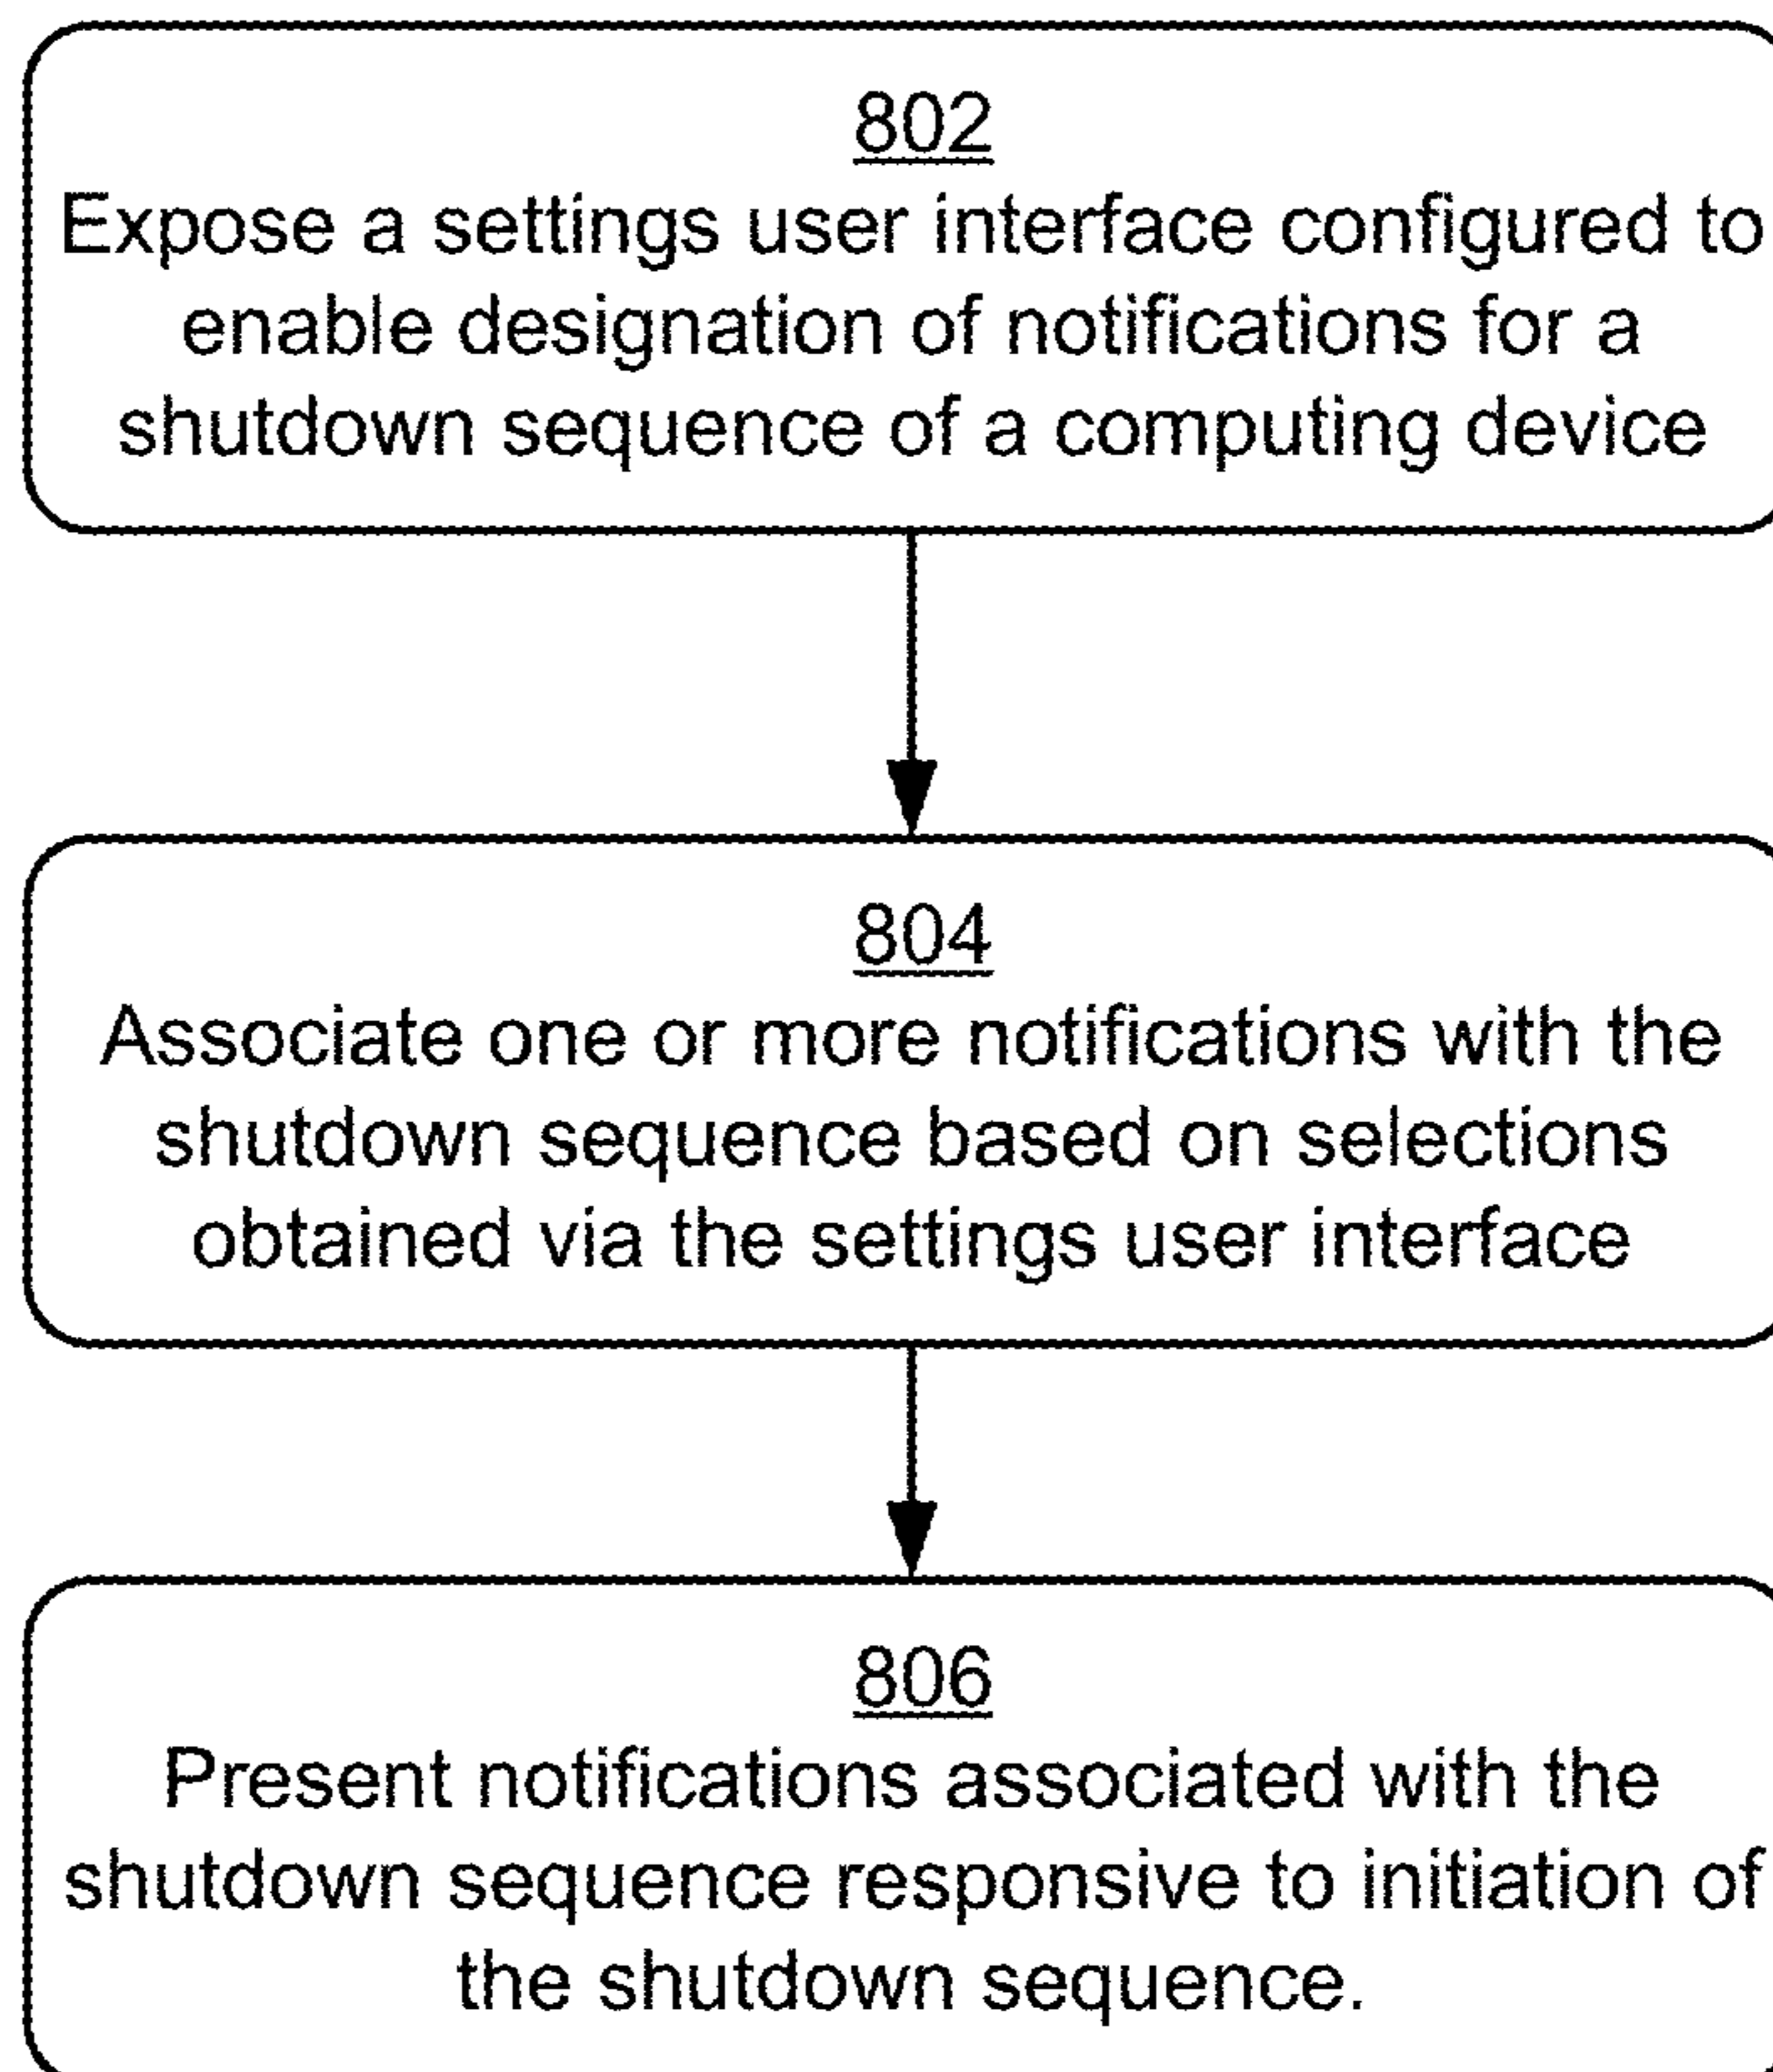 802
Expose a settings user interface configured to
enable designation of notifications for a
shutdown sequence of a computing device
804
Associate one or more notifications with the
shutdown sequence based on selections
obtained via the settings user interface
806
Present notifications associated with the
shutdown sequence responsive to initiation of
the shutdown sequence.